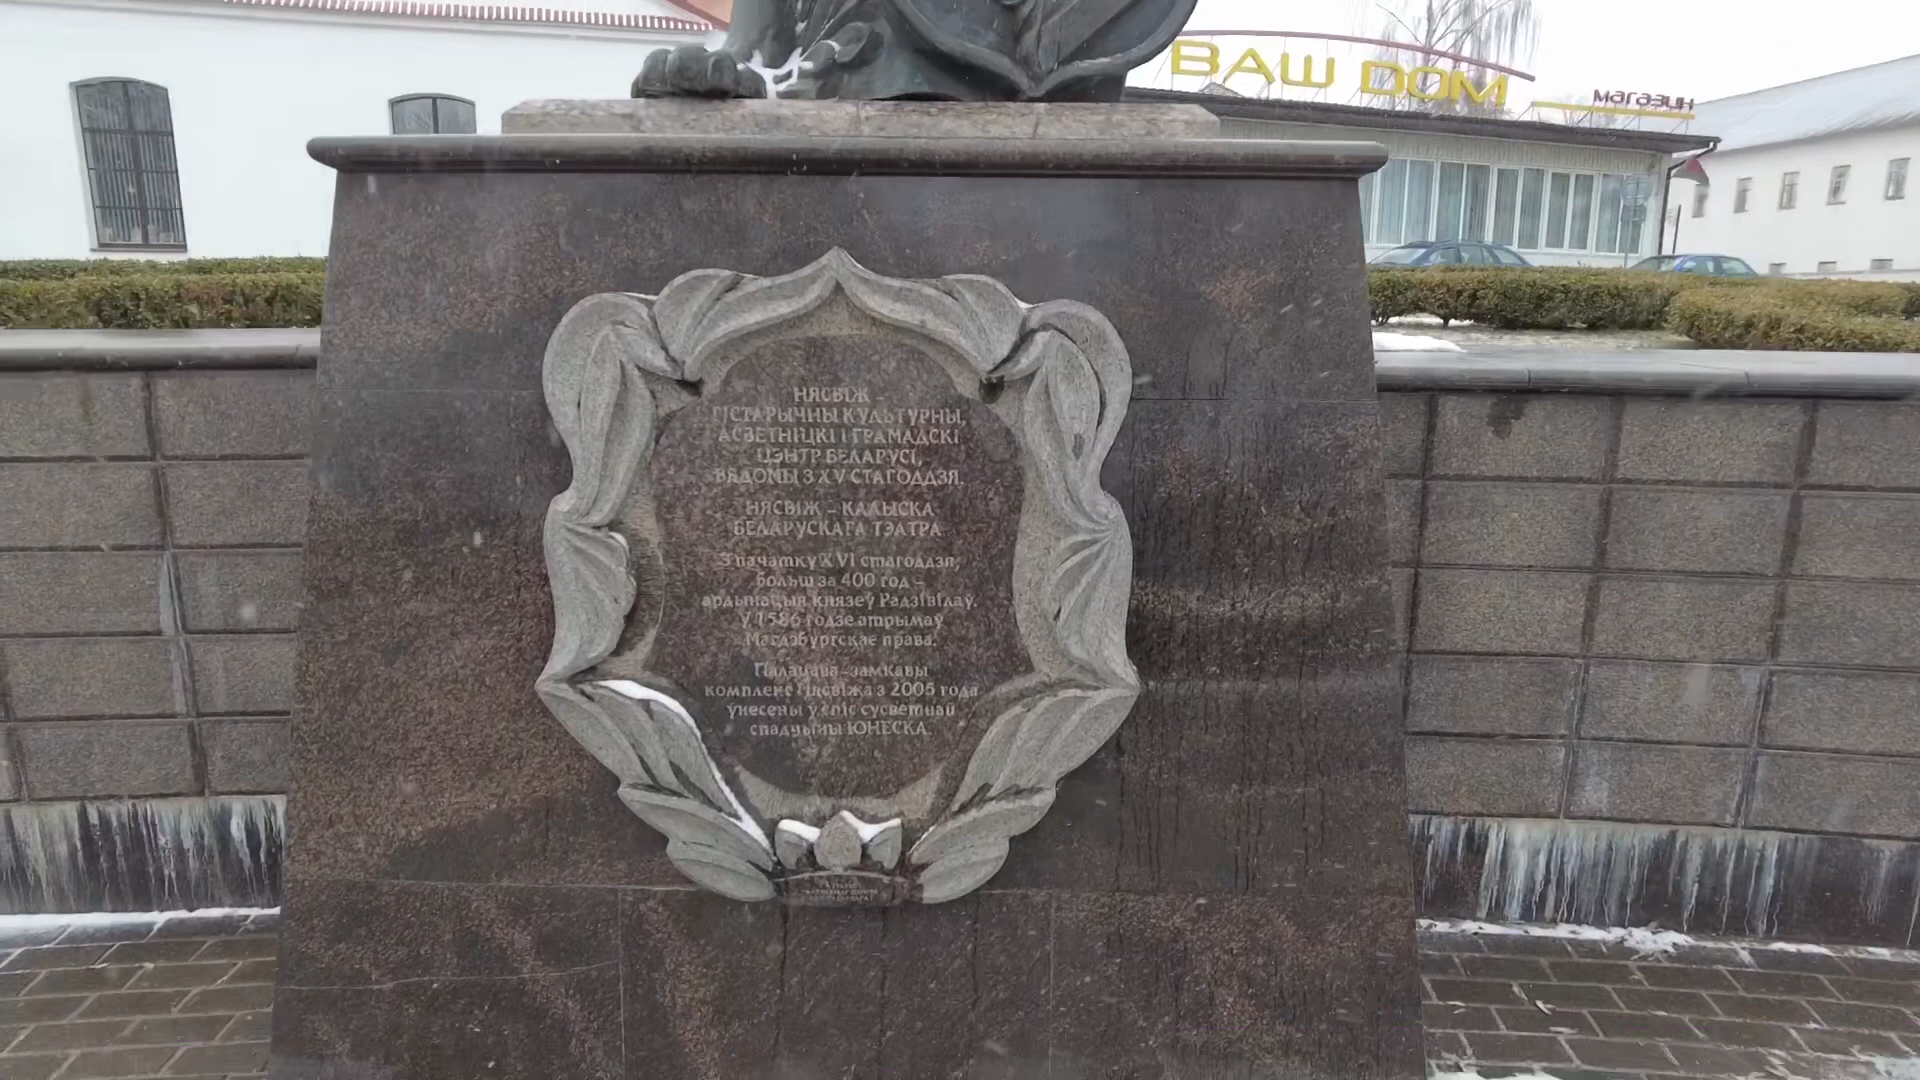 ВАШ ДОМ
магазин
НЯСВІЖ –
ГІСТАРЫЧНЫ КУЛЬТУРНЫ,
АСВЕТНІЦКІ І ГРАМАДСКІ
ЦЭНТР БЕЛАРУСІ,
ВЯДОМЫ З XV СТАГОДДЗЯ.
НЯСВІЖ – КАЛЫСКА
БЕЛАРУСКАГА ТЭАТРА
З пачатку XVI стагоддзя,
больш за 400 год –
ардынацыя князёў Радзівілаў.
У 1586 годзе атрымаў
Магдэбургскае права.
Палацава-замкавы
комплекс Нясвіжа з 2005 года
ўнесены ў спіс сусветнай
спадчыны ЮНЕСКА.